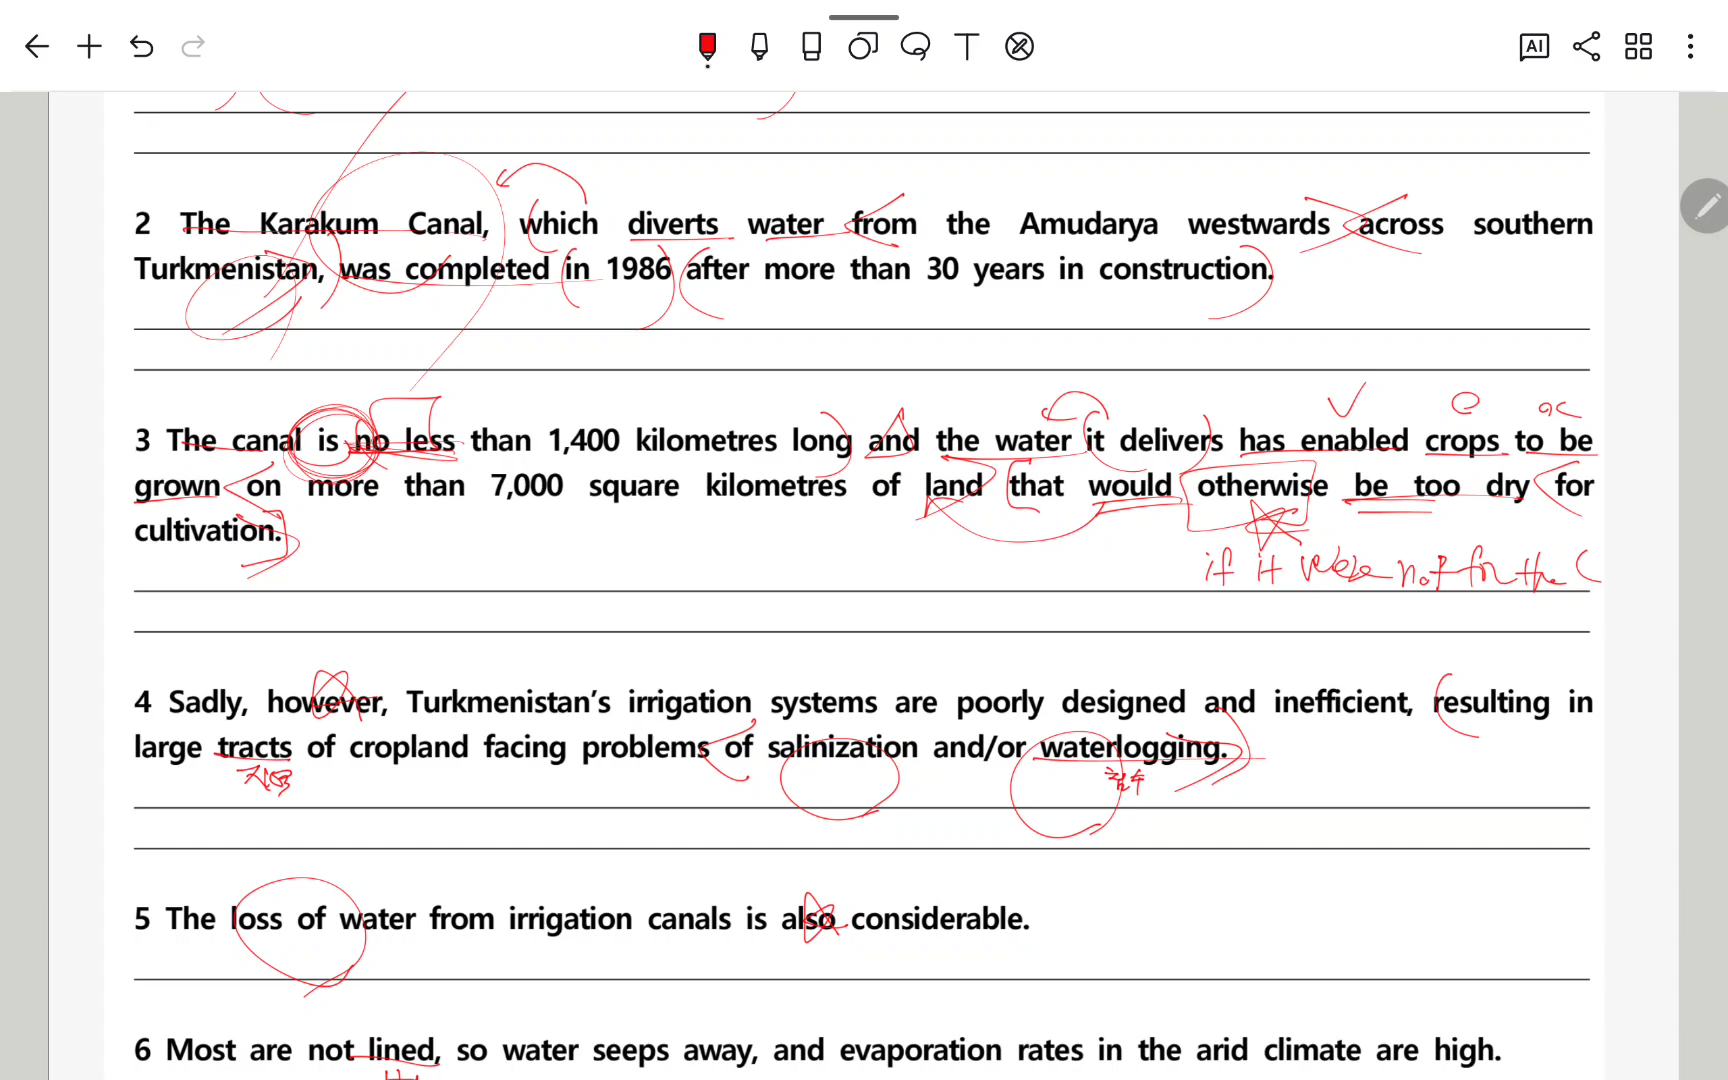 AI
2 The Karakum Canal, which diverts water from the Amudarya westwards across southern
Turkmenistan, was completed in 1986 after more than 30 years in construction.
V O oc
3 The canal is no less than 1,400 kilometres long and the water it delivers has enabled crops to be
grown on more than 7,000 square kilometres of land that would otherwise be too dry for
cultivation.
if it were not for the
4 Sadly, however, Turkmenistan's irrigation systems are poorly designed and inefficient, resulting in
large tracts of cropland facing problems of salinization and/or waterlogging.
지역 침수
5 The loss of water from irrigation canals is also considerable.
6 Most are not lined, so water seeps away, and evaporation rates in the arid climate are high.